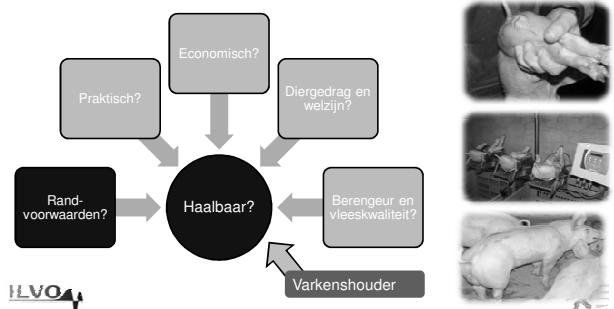 Economisch?
Praktisch?
Diergedrag en
welzijn?
Rand-
voorwaarden?
Haalbaar?
Berengeur en
vleeskwaliteit?
Varkenshouder
ILVO